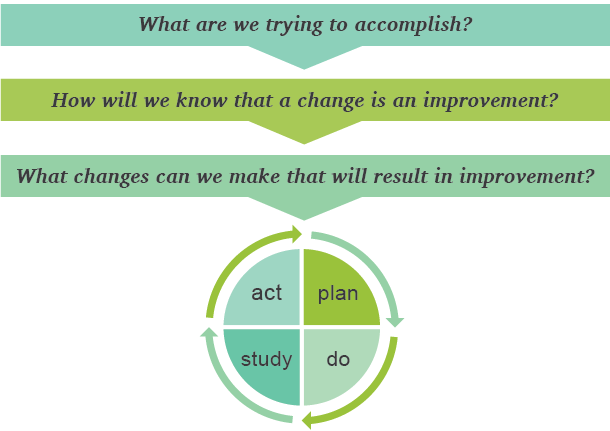 What are we trying to accomplish?
How will we know that a change is an improvement?
What changes can we make that will result in improvement?
act plan
study do